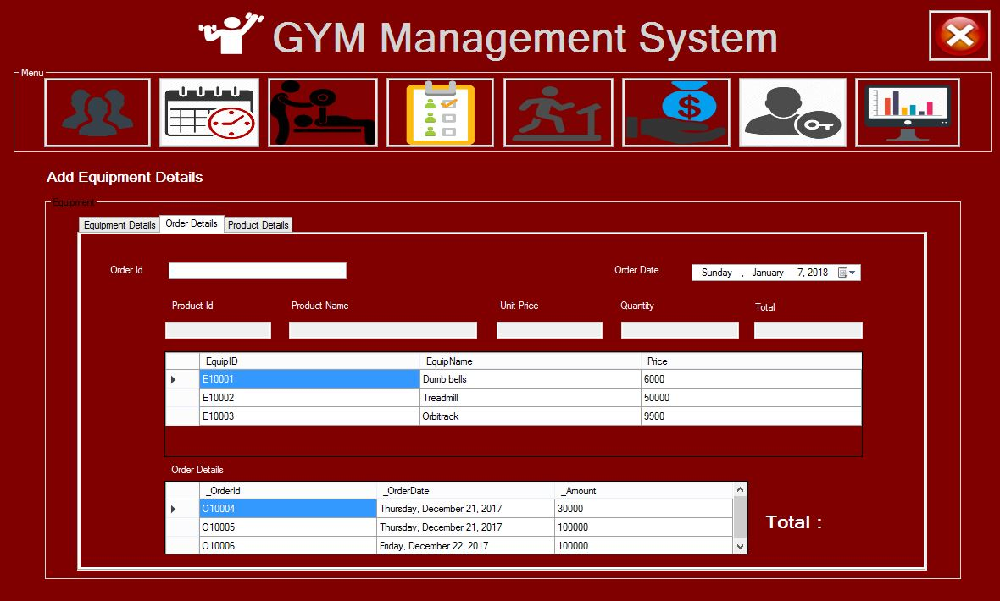 GYM Management System
Menu
Add Equipment Details
Equipment
Equipment Details Order Details Product Details
Order Id Order Date Sunday , January 7, 2018
Product Id Product Name Unit Price Quantity Total
EquipID EquipName Price
E10001 Dumb bells 6000
E10002 Treadmill 50000
E10003 Orbitrack 9900
Order Details
_OrderId _OrderDate _Amount
O10004 Thursday, December 21, 2017 30000
O10005 Thursday, December 21, 2017 100000
O10006 Friday, December 22, 2017 100000
Total :